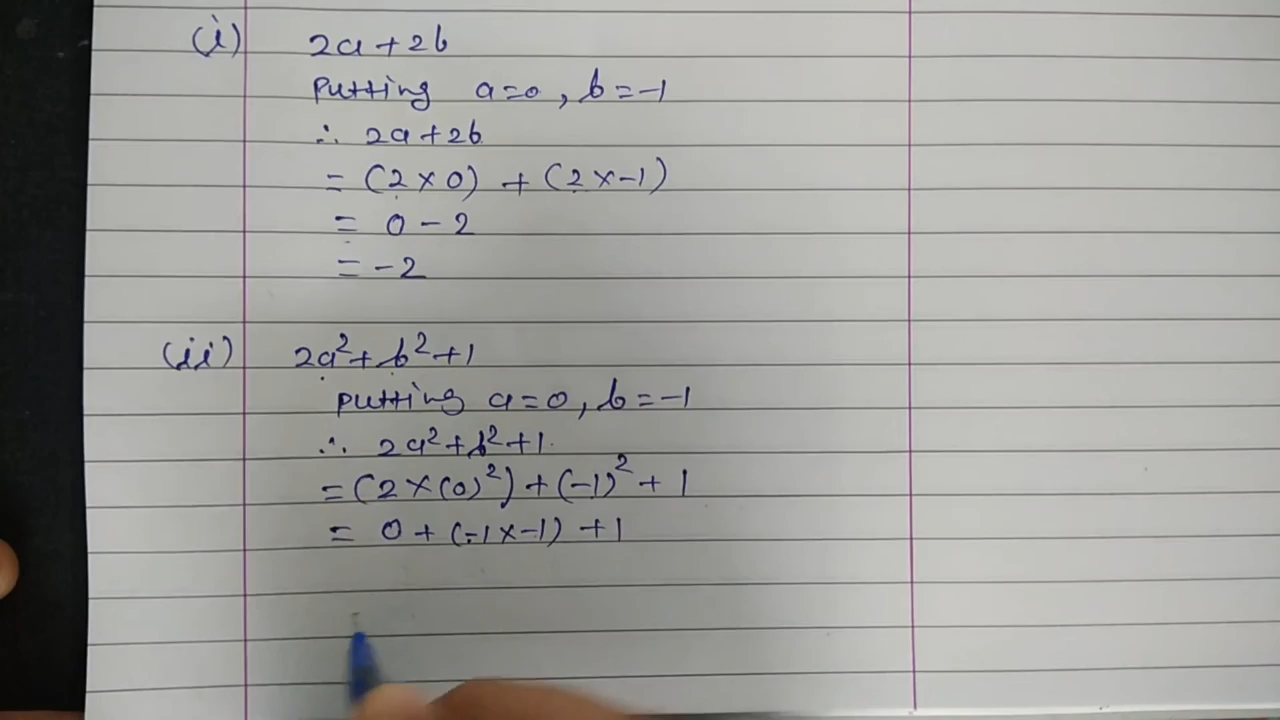 (i) 2a + 2b
Putting a=0, b=-1
∴ 2a+2b
= (2×0) + (2×-1)
= 0 - 2
= -2
(ii) 2a²+b²+1
Putting a=0, b=-1
∴ 2a²+b²+1.
= (2×(0)²) + (-1)² + 1
= 0 + (-1×-1) + 1